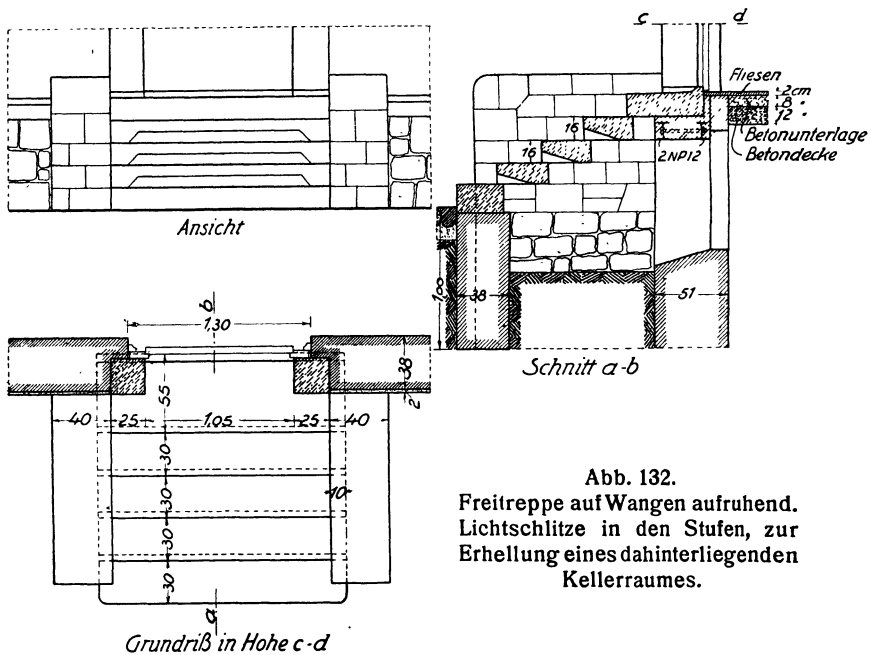 Ansicht
c d
Fliesen
2cm
8 "
12 "
Betonunterlage
Betondecke
16
16
2NP12
1,00
38
51
Schnitt a-b
b
1,30
38
2
55
40 25 1,05 25 40
30
30
10
30
30
a
Grundriß in Hohe c-d
Abb. 132.
Freitreppe auf Wangen aufruhend.
Lichtschlitze in den Stufen, zur
Erhellung eines dahinterliegenden
Kellerraumes.